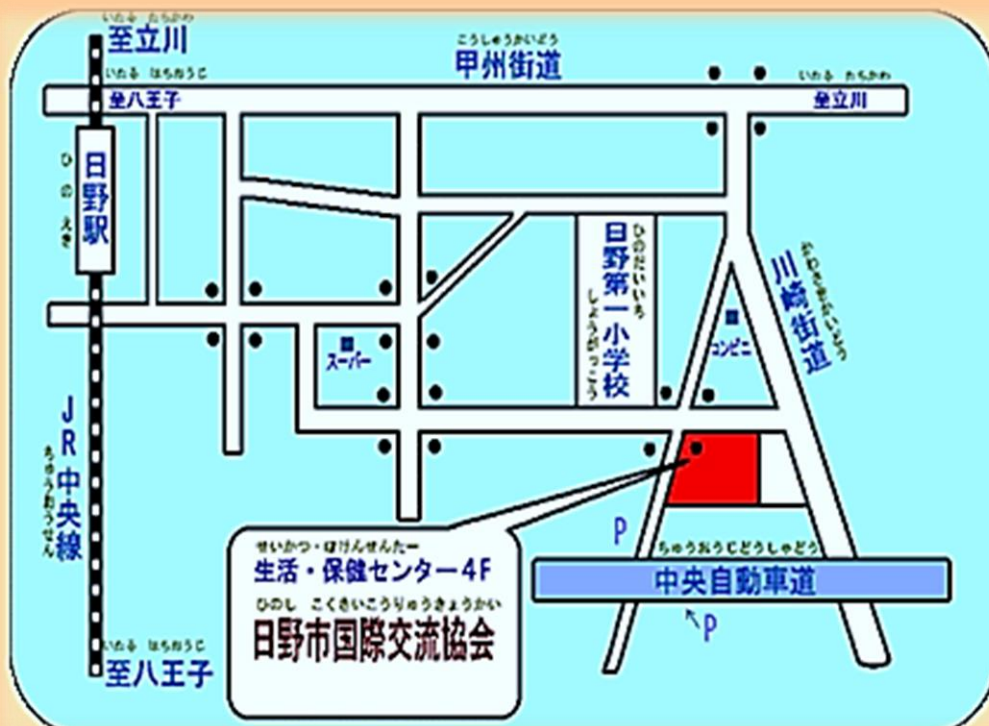 いたる たちかわ
至立川
こうしゅうかいどう
甲州街道
いたる はちおうじ
至八王子
いたる たちかわ
至立川
ひのえき
日野駅
ひのだいいち
日野第一小学校
しょうがっこう
かわさきかいどう
川崎街道
コンビニ
スーパー
JR中央線
ちゅうおうせん
P
せいかつ・ほけんせんたー
生活・保健センター4F
ひのし こくさいこうりゅうきょうかい
日野市国際交流協会
ちゅうおうじどうしゃどう
中央自動車道
P
いたる はちおうじ
至八王子